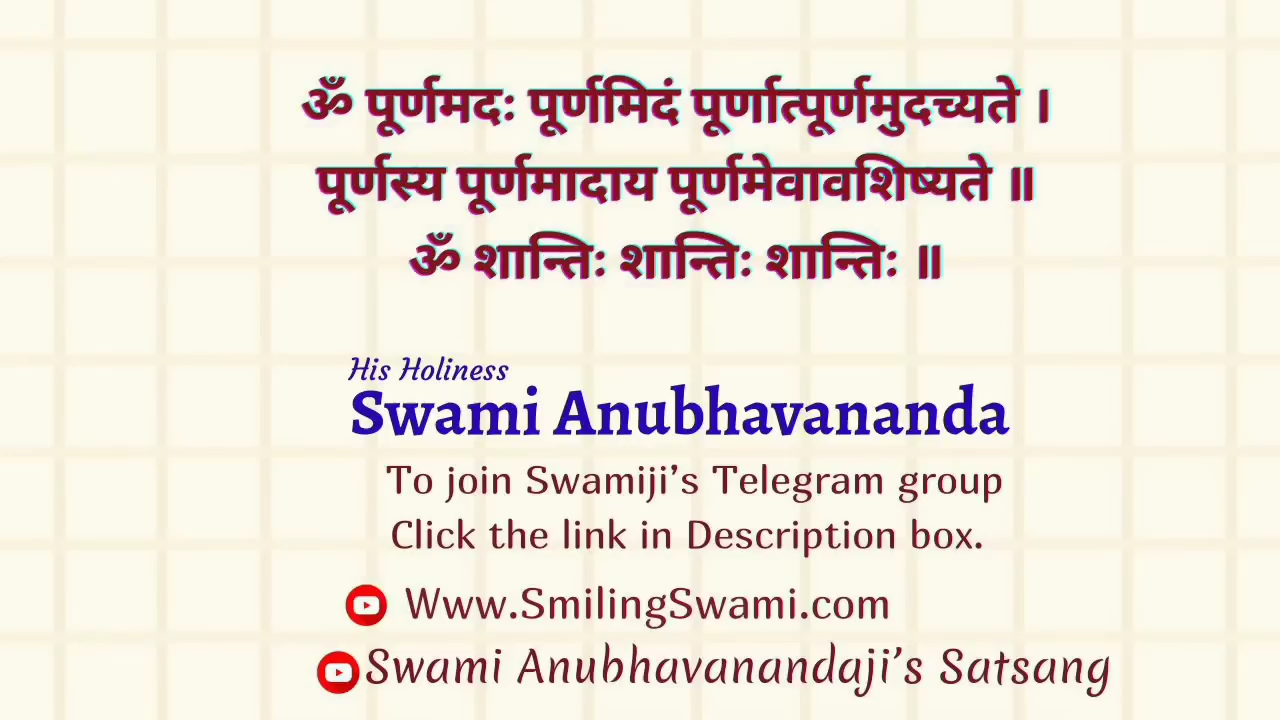 ॐ पूर्णमदः पूर्णमिदं पूर्णात्पूर्णमुदच्यते ।
पूर्णस्य पूर्णमादाय पूर्णमेवावशिष्यते ॥
ॐ शान्तिः शान्तिः शान्तिः ॥
His Holiness
Swami Anubhavananda
To join Swamiji’s Telegram group
Click the link in Description box.
Www.SmilingSwami.com
Swami Anubhavanandaji’s Satsang